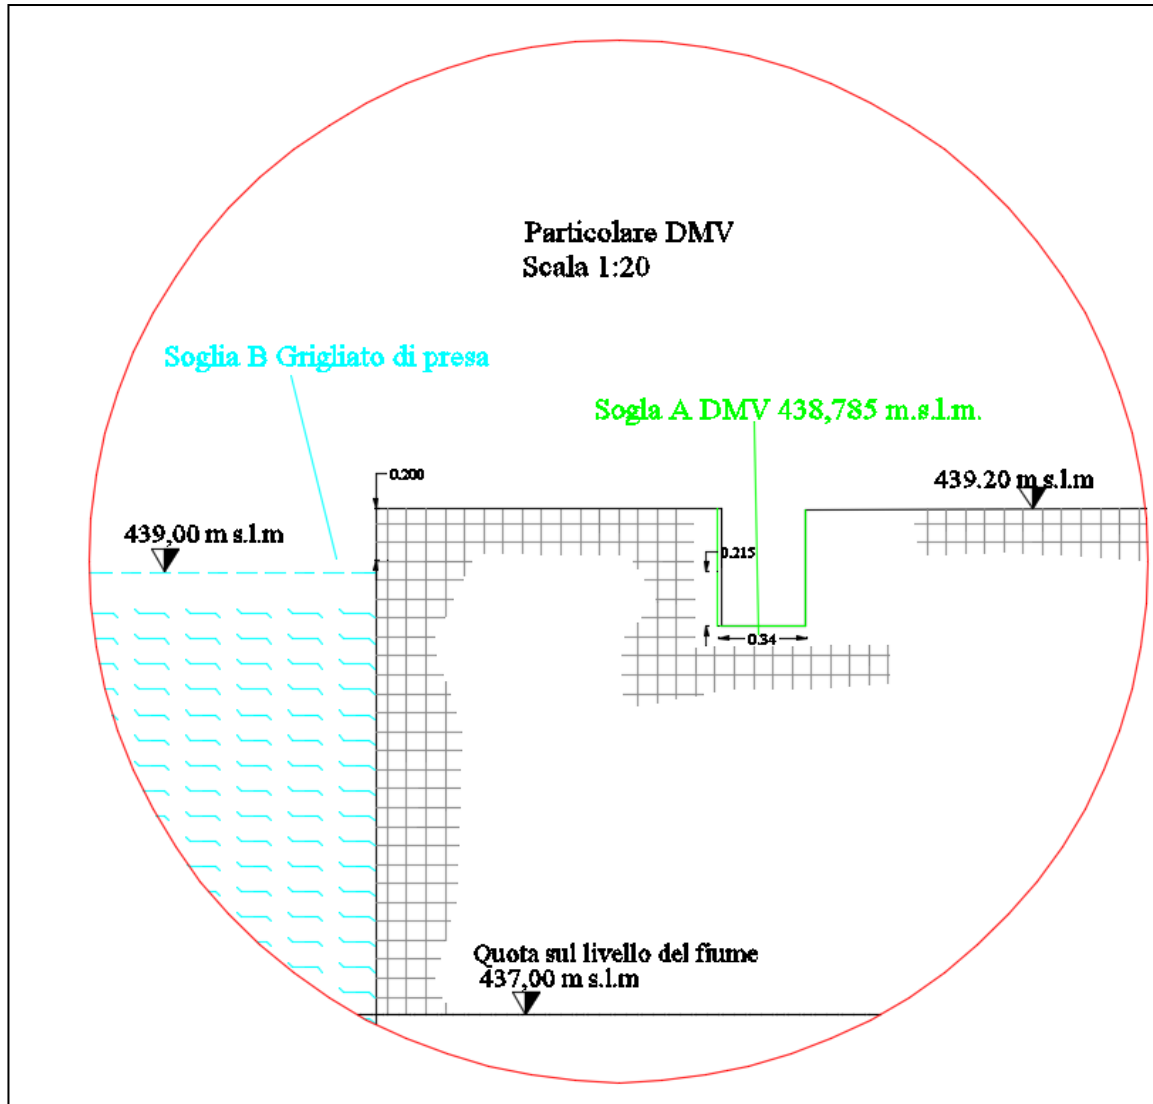 Particolare DMV
Scala 1:20
Soglia B Grigliato di presa
Sogla A DMV 438,785 m.s.l.m.
0.200
439.20 m s.l.m
439,00 m s.l.m
0.215
0.34
Quota sul livello del fiume
437,00 m s.l.m